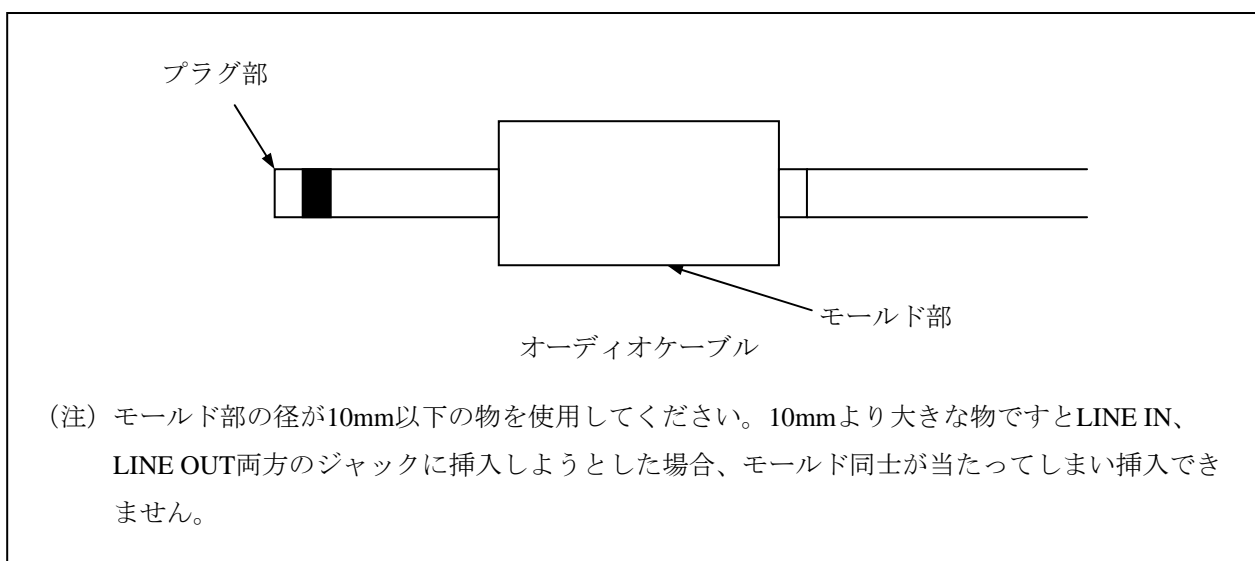 プラグ部
モールド部
オーディオケーブル
（注）モールド部の径が10mm以下の物を使用してください。10mmより大きな物ですとLINE IN、
LINE OUT両方のジャックに挿入しようとした場合、モールド同士が当たってしまい挿入でき
ません。